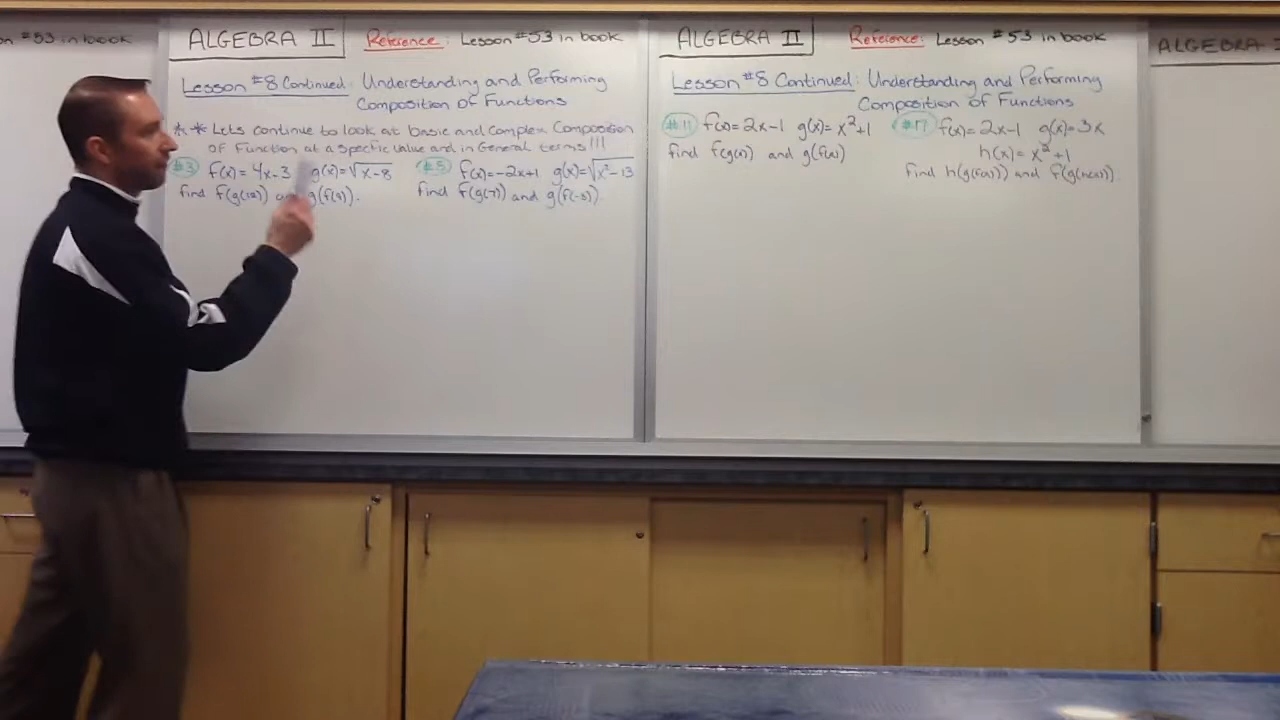 on #53 in book
ALGEBRA II Reference: Lesson #53 in book
Lesson #8 Continued: Understanding and Performing
Composition of Functions
** Lets continue to look at basic and complex Composition
of Function at a specific value and in General terms!!!
#3 f(x) = 4x-3 g(x)=√x-8
find f(g(12)) g(f(9)).
#5 f(x)=-2x+1 g(x)=√x²-13
find f(g(7)) and g(f(-3)).
ALGEBRA II Reference: Lesson #53 in book
Lesson #8 Continued: Understanding and Performing
Composition of Functions
#11 f(x)=2x-1 g(x)=x²+1
find f(g(x)) and g(f(x))
#17 f(x)=2x-1 g(x)=3x
h(x)=x²+1
find h(g(f(x))) and f(g(h(x))).
ALGEBRA